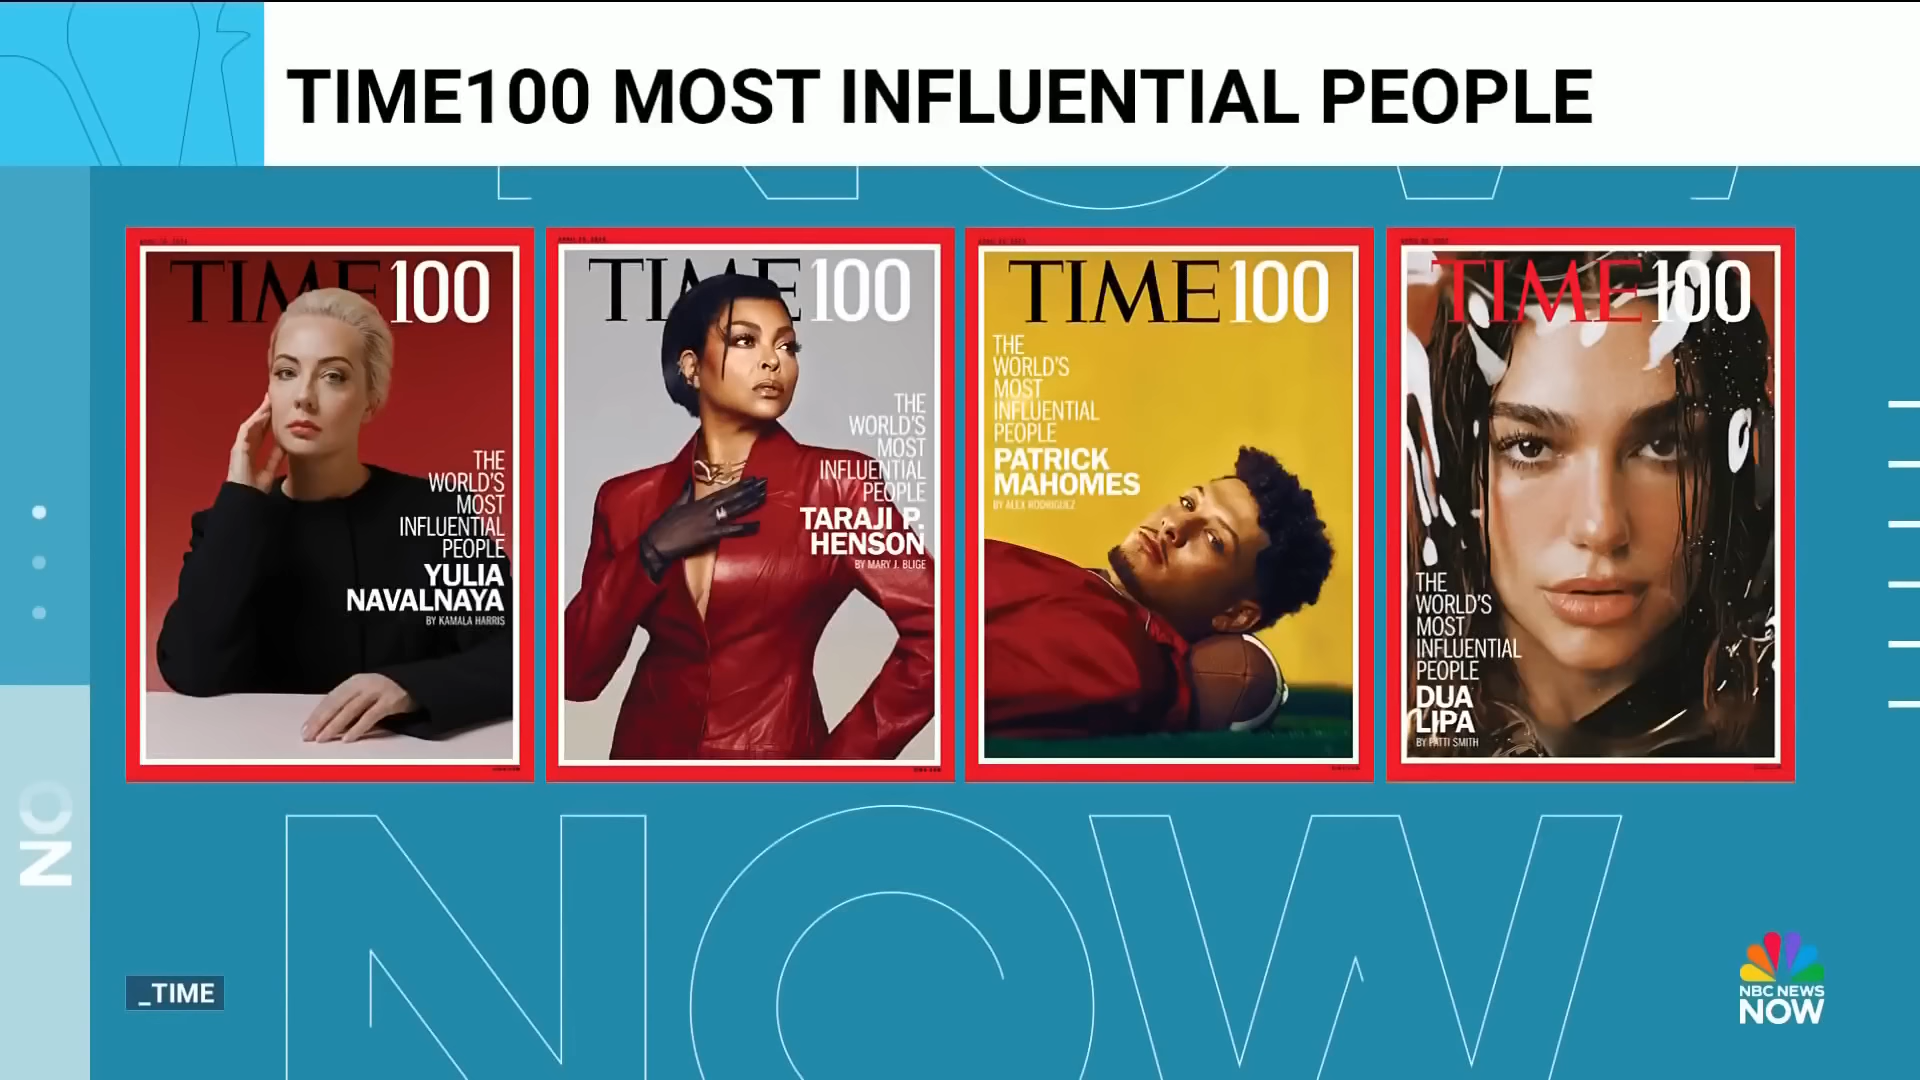 TIME100 MOST INFLUENTIAL PEOPLE
TIME100
THE
WORLD'S
MOST
INFLUENTIAL
PEOPLE
YULIA
NAVALNAYA
BY KAMALA HARRIS
TIME100
THE
WORLD'S
MOST
INFLUENTIAL
PEOPLE
TARAJI P.
HENSON
BY MARY J. BLIGE
TIME100
THE
WORLD'S
MOST
INFLUENTIAL
PEOPLE
PATRICK
MAHOMES
BY ALEX RODRIGUEZ
TIME100
THE
WORLD'S
MOST
INFLUENTIAL
PEOPLE
DUA
LIPA
BY PATTI SMITH
NO
NOW
_TIME
NBC NEWS
NOW